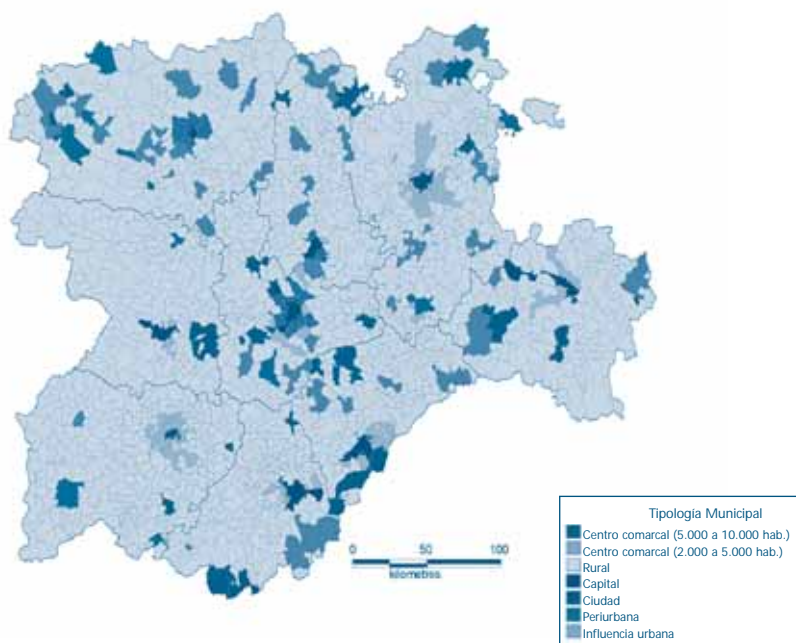 0 50 100
kilometros
Tipología Municipal
Centro comarcal (5.000 a 10.000 hab.)
Centro comarcal (2.000 a 5.000 hab.)
Rural
Capital
Ciudad
Periurbana
Influencia urbana